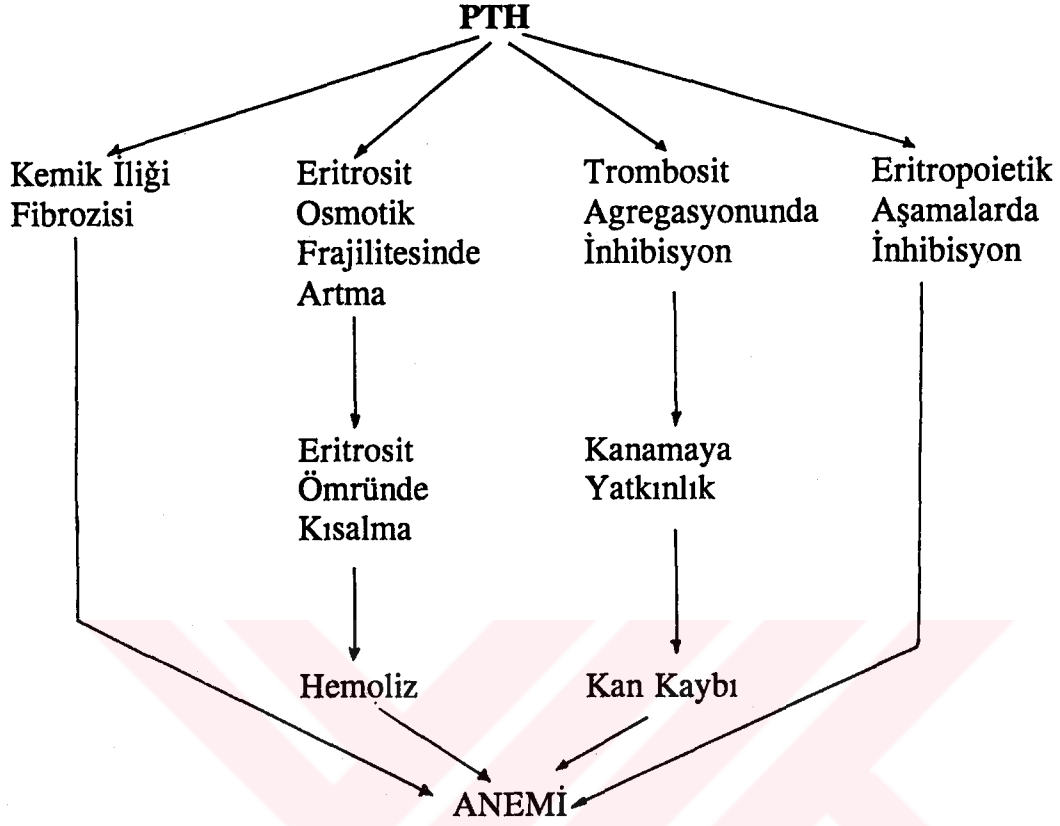 PTH
Kemik İliği
Fibrozisi
Eritrosit
Osmotik
Frajilitesinde
Artma
Trombosit
Agregasyonunda
İnhibisyon
Eritropoietik
Aşamalarda
İnhibisyon
Eritrosit
Ömründe
Kısalma
Kanamaya
Yatkınlık
Hemoliz
Kan Kaybı
ANEMİ